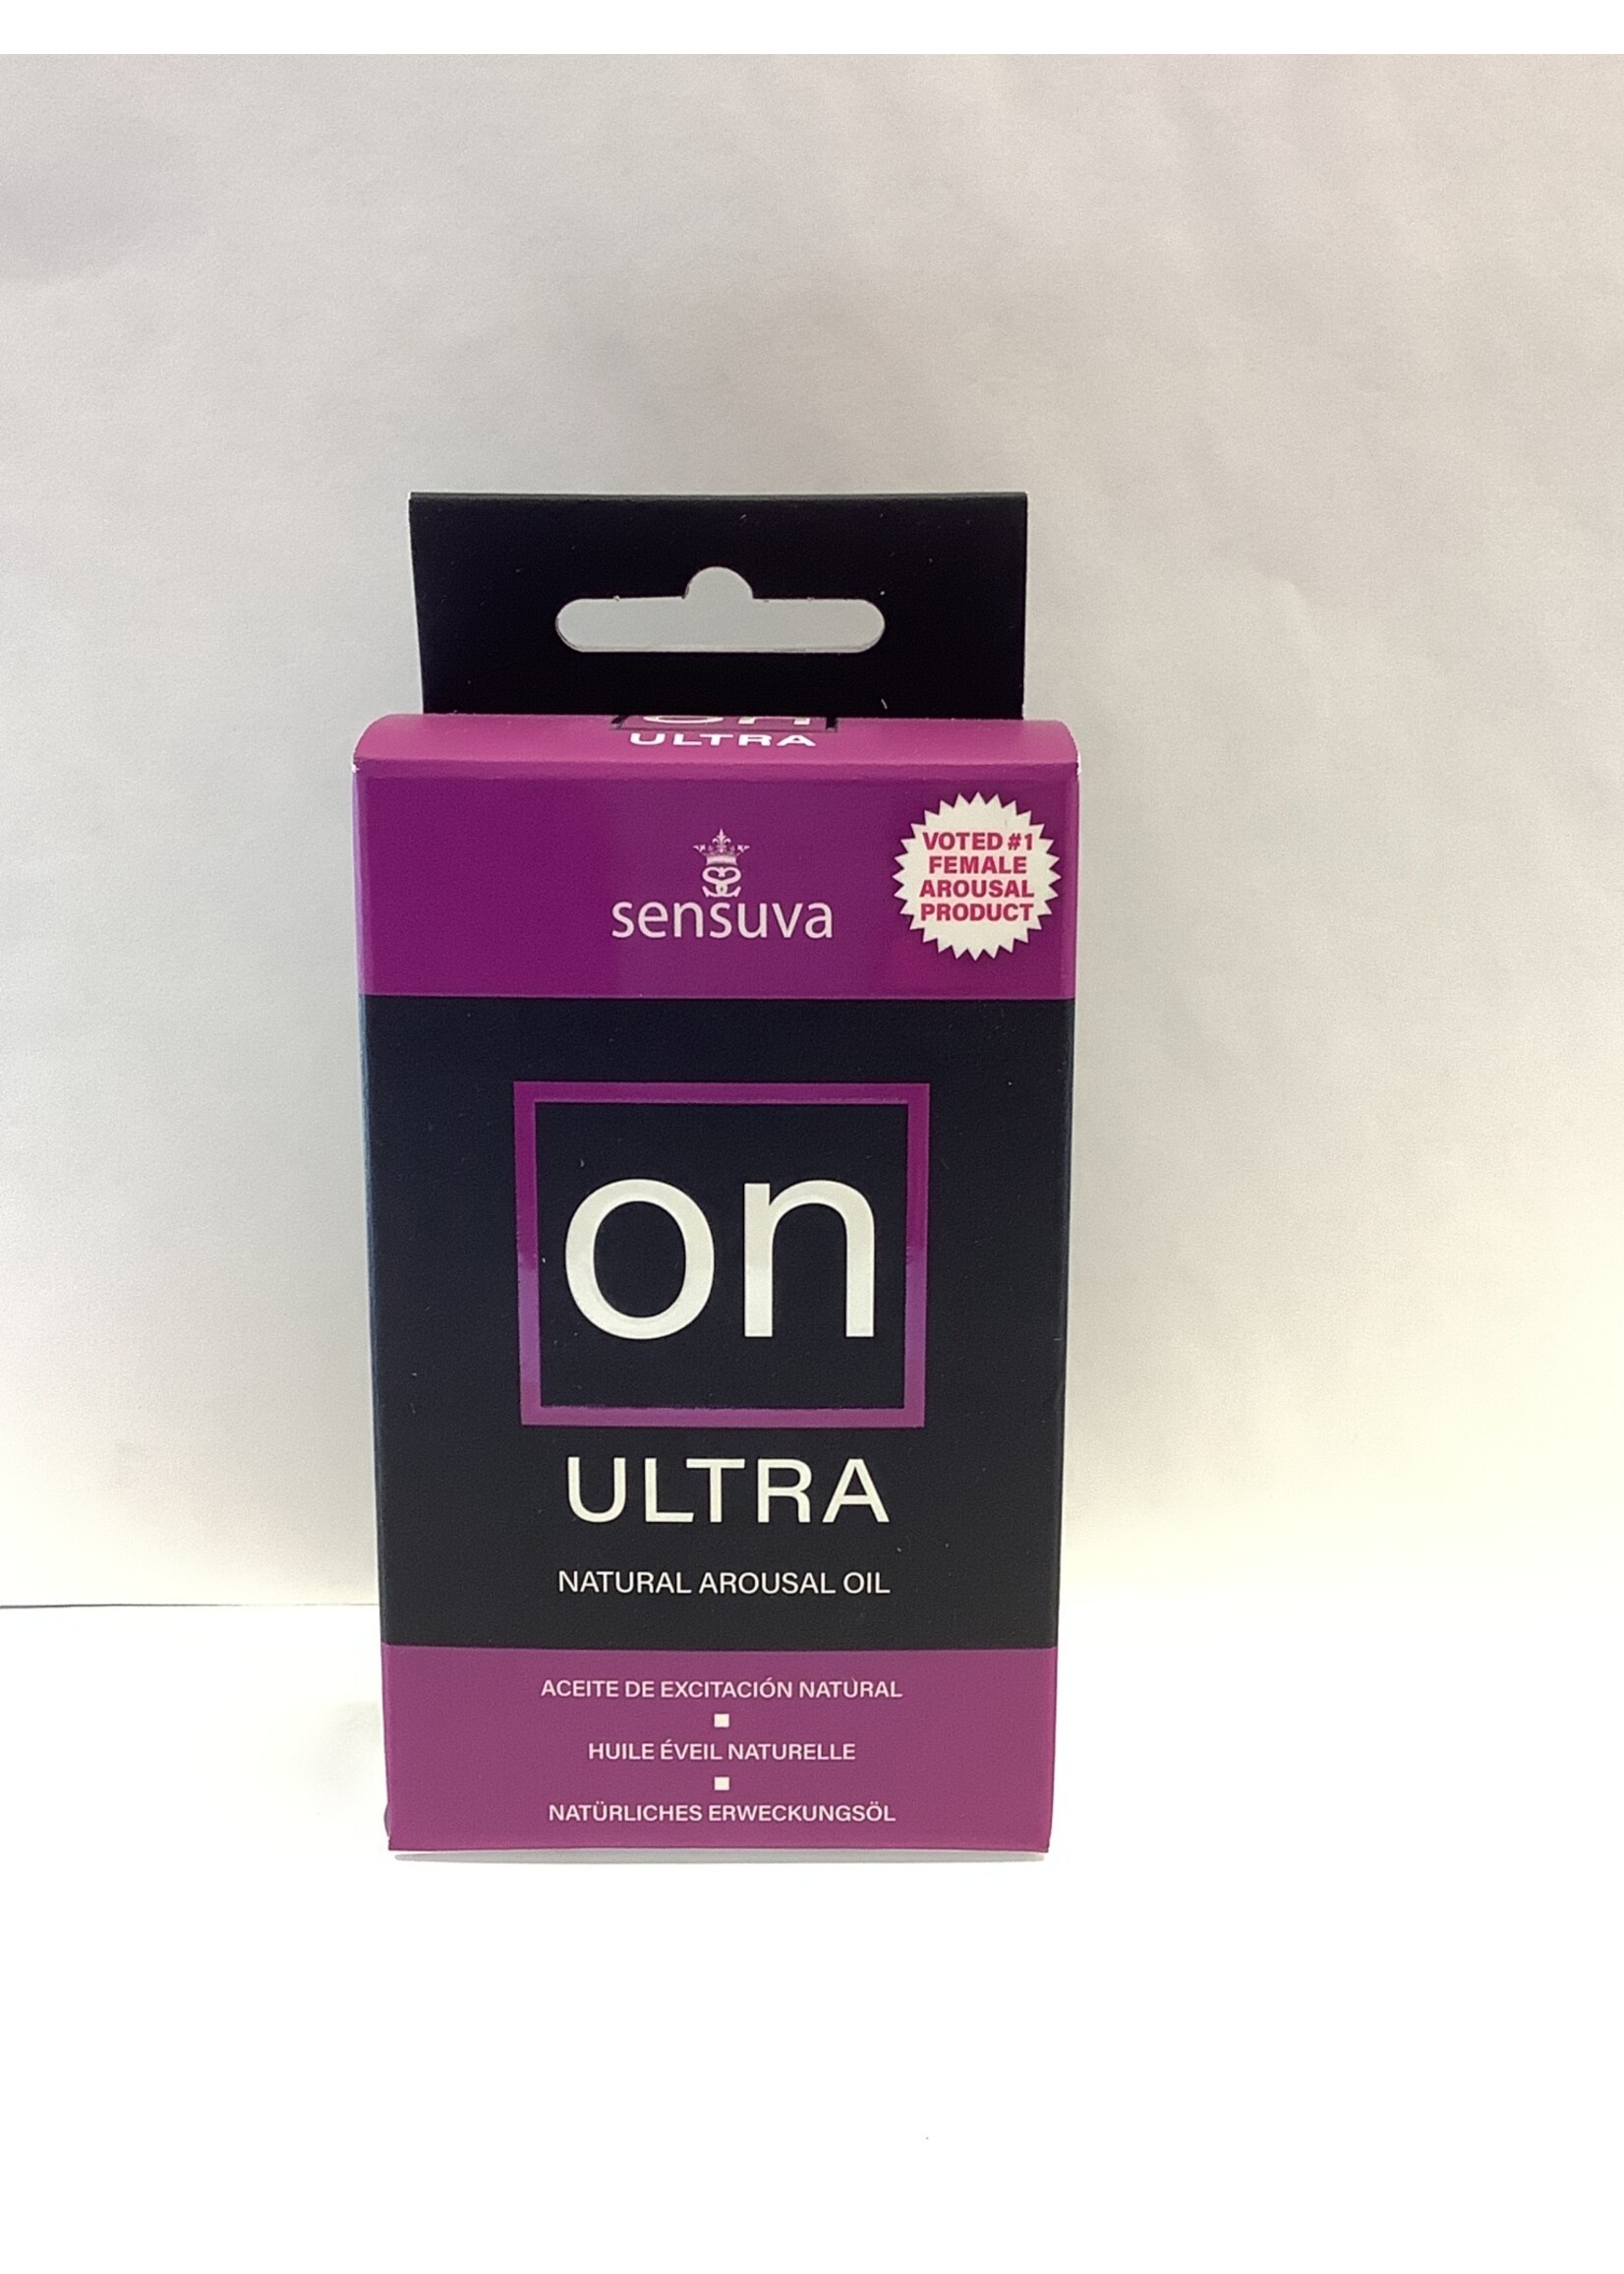 on
ULTRA
sensuva
VOTED #1
FEMALE
AROUSAL
PRODUCT
on
ULTRA
NATURAL AROUSAL OIL
ACEITE DE EXCITACIÓN NATURAL
HUILE ÉVEIL NATURELLE
NATÜRLICHES ERWECKUNGSÖL